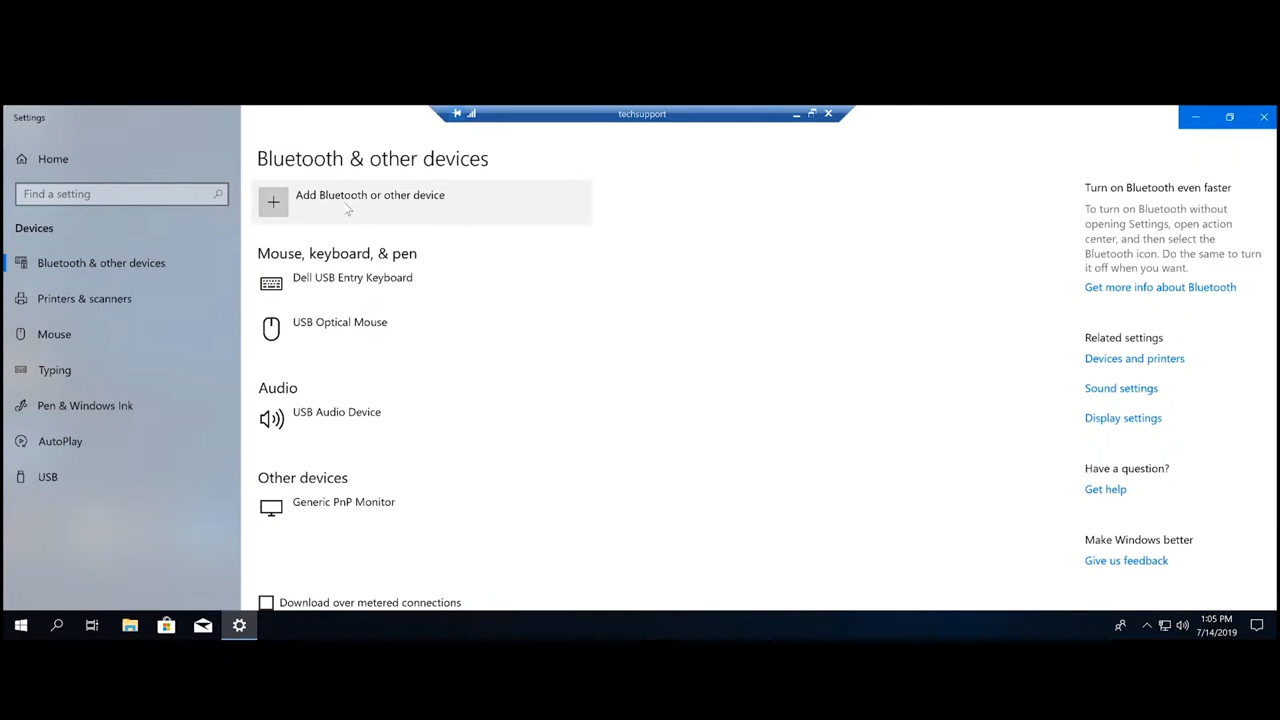 techsupport
Settings
Home
Find a setting
Devices
Bluetooth & other devices
Printers & scanners
Mouse
Typing
Pen & Windows Ink
AutoPlay
USB
Bluetooth & other devices
Add Bluetooth or other device
Mouse, keyboard, & pen
Dell USB Entry Keyboard
USB Optical Mouse
Audio
USB Audio Device
Other devices
Generic PnP Monitor
Download over metered connections
Turn on Bluetooth even faster
To turn on Bluetooth without
opening Settings, open action
center, and then select the
Bluetooth icon. Do the same to turn
it off when you want.
Get more info about Bluetooth
Related settings
Devices and printers
Sound settings
Display settings
Have a question?
Get help
Make Windows better
Give us feedback
1:05 PM
7/14/2019